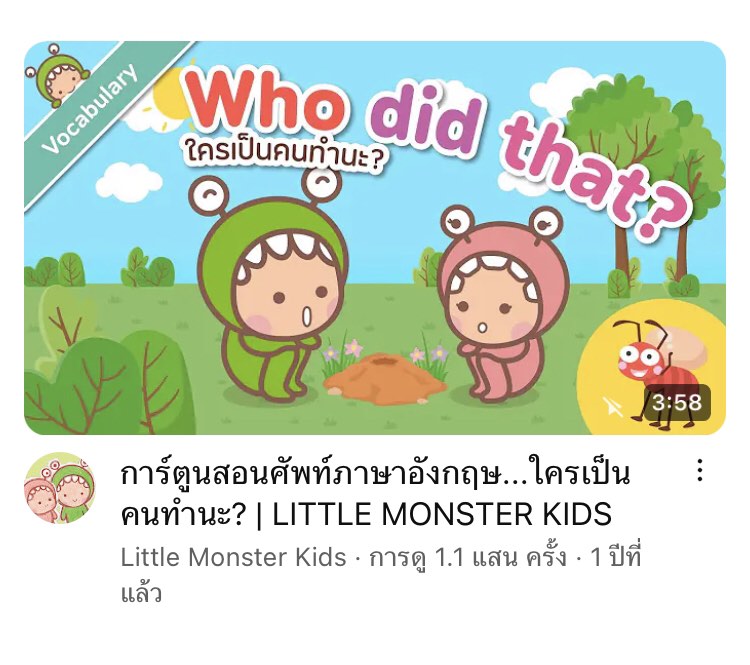 Vocabulary
Who did that?
ใครเป็นคนทำนะ?
3:58
การ์ตูนสอนศัพท์ภาษาอังกฤษ...ใครเป็น
คนทำนะ? | LITTLE MONSTER KIDS
Little Monster Kids · การดู 1.1 แสน ครั้ง · 1 ปีที่
แล้ว